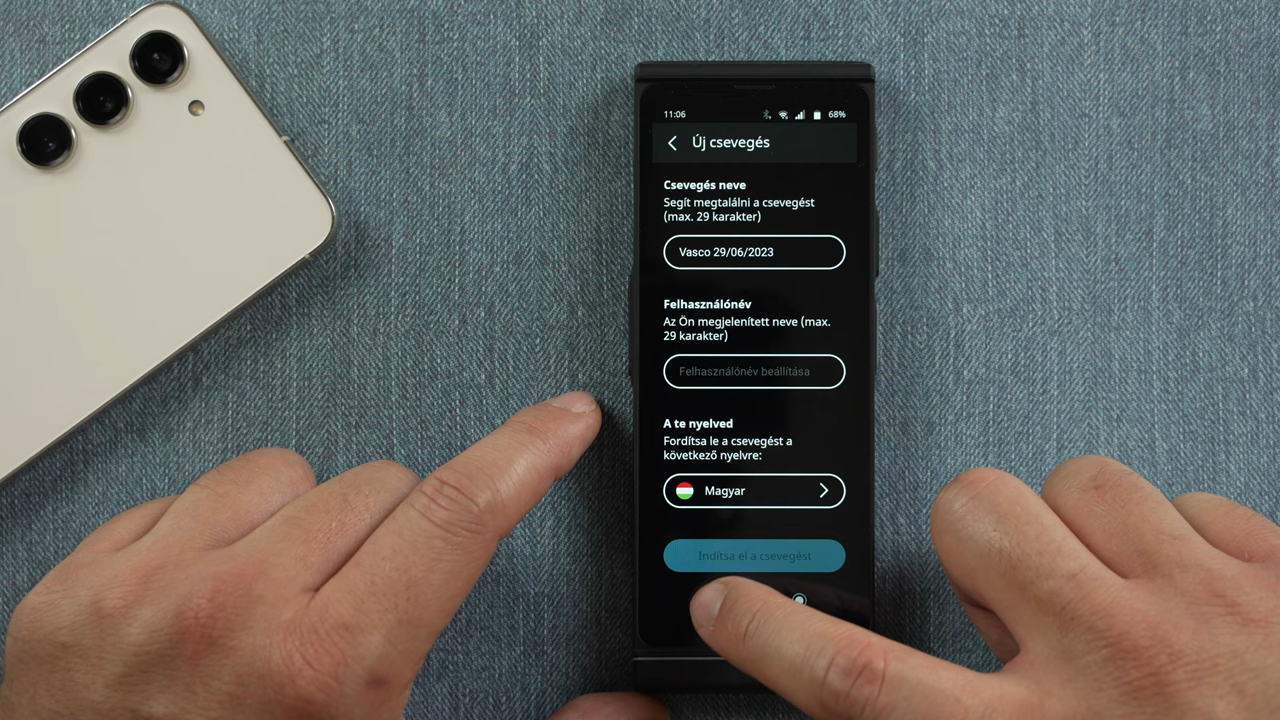 11:06
68%
Új csevegés
Csevegés neve
Segít megtalálni a csevegést
(max. 29 karakter)
Vasco 29/06/2023
Felhasználónév
Az Ön megjelenített neve (max.
29 karakter)
Felhasználónév beállítása
A te nyelved
Fordítsa le a csevegést a
következő nyelvre:
Magyar
Indítsa el a csevegést